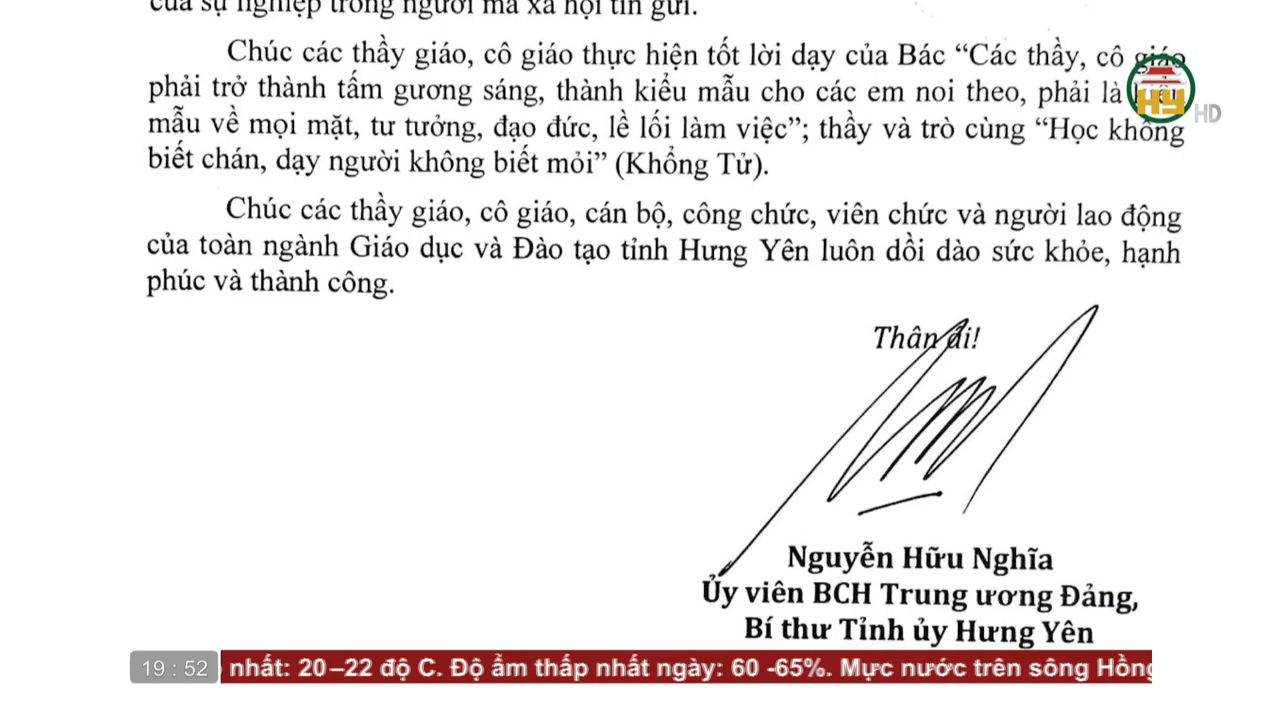 của sự nghiệp trồng người mà xã hội tin gửi.
Chúc các thầy giáo, cô giáo thực hiện tốt lời dạy của Bác “Các thầy, cô giáo
phải trở thành tấm gương sáng, thành kiểu mẫu cho các em noi theo, phải là kiểu
mẫu về mọi mặt, tư tưởng, đạo đức, lề lối làm việc”; thầy và trò cùng “Học không
biết chán, dạy người không biết mỏi” (Khổng Tử).
Chúc các thầy giáo, cô giáo, cán bộ, công chức, viên chức và người lao động
của toàn ngành Giáo dục và Đào tạo tỉnh Hưng Yên luôn dồi dào sức khỏe, hạnh
phúc và thành công.
Thân ái!
Nguyễn Hữu Nghĩa
Ủy viên BCH Trung ương Đảng,
Bí thư Tỉnh ủy Hưng Yên
HY HD
19 : 52 nhất: 20 –22 độ C. Độ ẩm thấp nhất ngày: 60 -65%. Mực nước trên sông Hồng